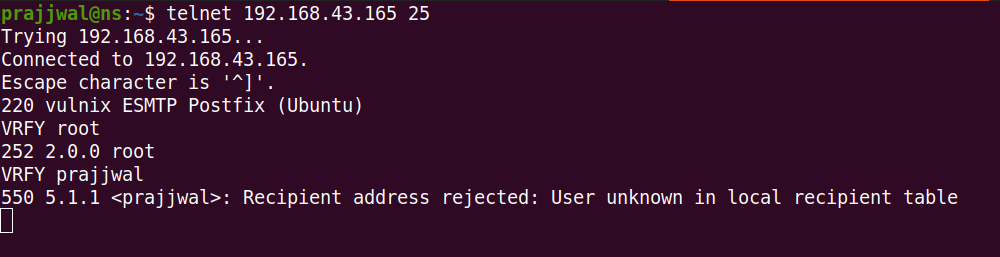 prajjwal@ns:~$ telnet 192.168.43.165 25
Trying 192.168.43.165...
Connected to 192.168.43.165.
Escape character is '^]'.
220 vulnix ESMTP Postfix (Ubuntu)
VRFY root
252 2.0.0 root
VRFY prajjwal
550 5.1.1 <prajjwal>: Recipient address rejected: User unknown in local recipient table